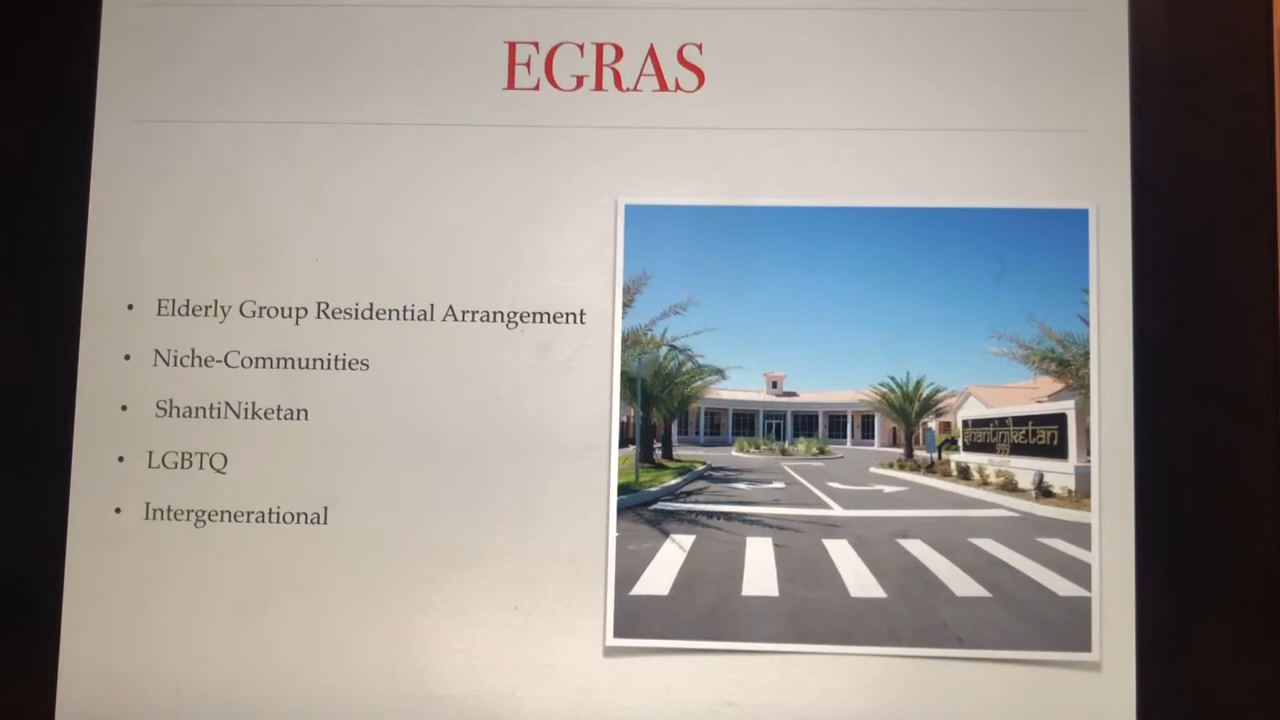 EGRAS
• Elderly Group Residential Arrangement
• Niche-Communities
• ShantiNiketan
• LGBTQ
• Intergenerational
shantiniketan